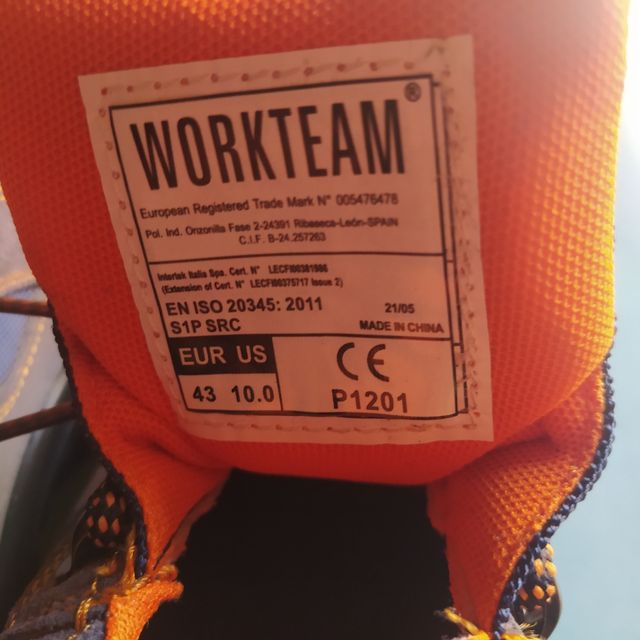 WORKTEAM®
European Registered Trade Mark N° 005476478
Pol. Ind. Onzonilla Fase 2-24391 Ribaseca-León-SPAIN
C.I.F. B-24.257263
Intertek Italia Spa. Cert. N° LECFI00381986
(Extension of Cert. N° LECFI00375717 Issue 2)
EN ISO 20345: 2011 21/05
S1P SRC MADE IN CHINA
EUR US CE
43 10.0 P1201